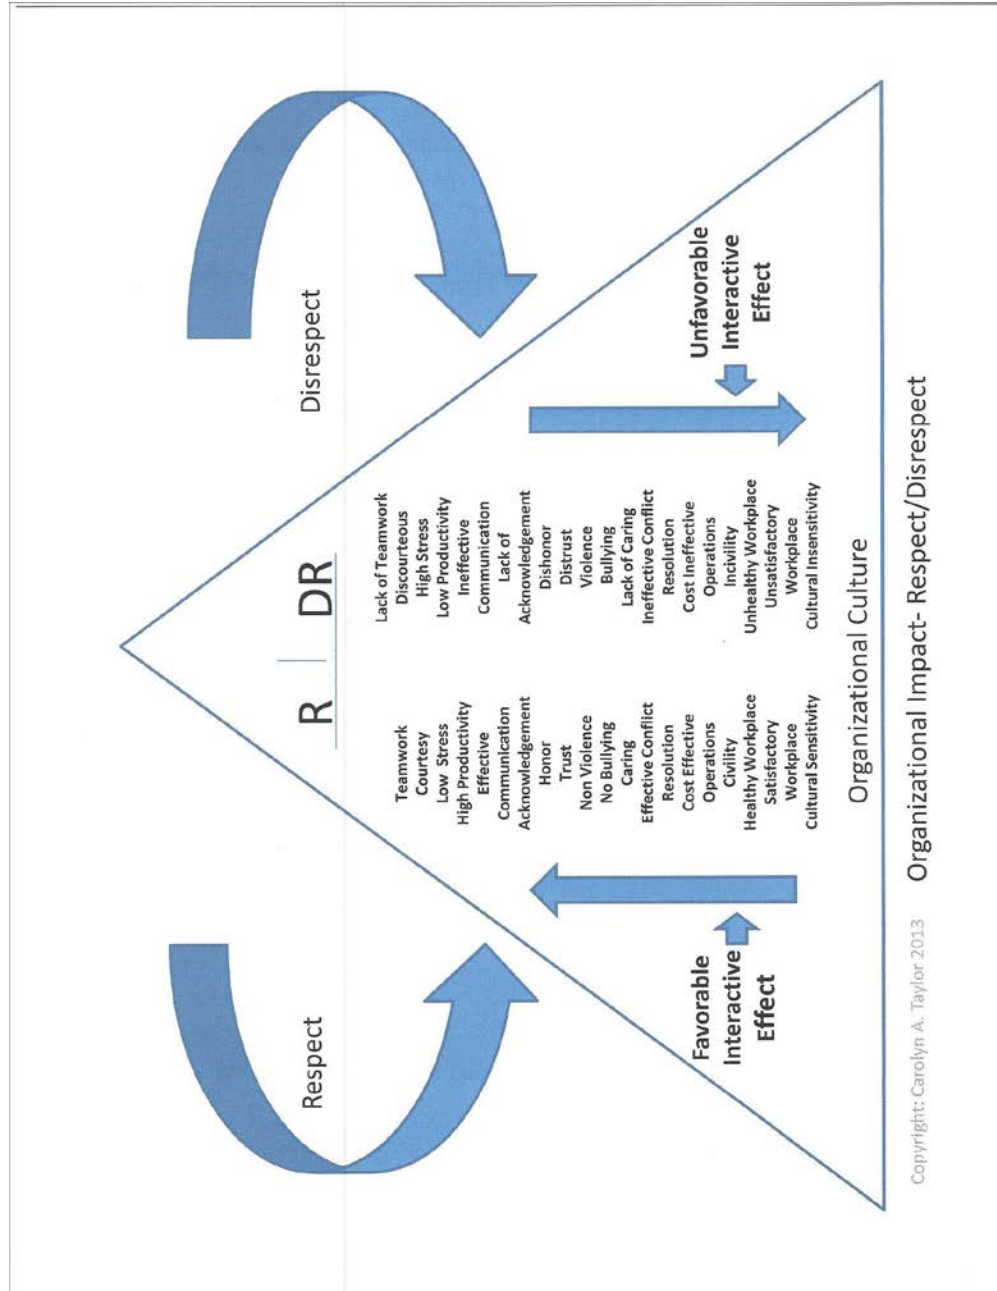 Respect
Disrespect
R
DR
Teamwork
Courtesy
Low Stress
High Productivity
Effective
Communication
Acknowledgement
Honor
Trust
Non Violence
No Bullying
Caring
Effective Conflict
Resolution
Cost Effective
Operations
Civility
Healthy Workplace
Satisfactory
Workplace
Cultural Sensitivity
Lack of Teamwork
Discourteous
High Stress
Low Productivity
Ineffective
Communication
Lack of
Acknowledgement
Dishonor
Distrust
Violence
Bullying
Lack of Caring
Ineffective Conflict
Resolution
Cost Ineffective
Operations
Incivility
Unhealthy Workplace
Unsatisfactory
Workplace
Cultural Insensitivity
Favorable
Interactive
Effect
Unfavorable
Interactive
Effect
Organizational Culture
Copyright: Carolyn A. Taylor 2013
Organizational Impact- Respect/Disrespect